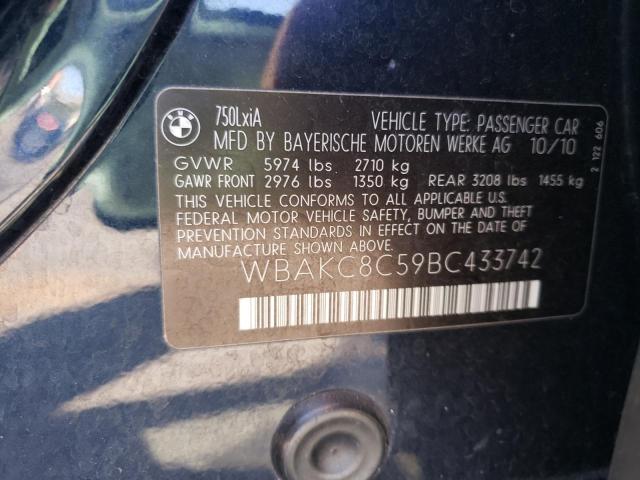 BMW
750LxiA
VEHICLE TYPE: PASSENGER CAR
MFD BY BAYERISCHE MOTOREN WERKE AG 10/10
GVWR 5974 lbs 2710 kg
GAWR FRONT 2976 lbs 1350 kg REAR 3208 lbs 1455 kg
THIS VEHICLE CONFORMS TO ALL APPLICABLE U.S.
FEDERAL MOTOR VEHICLE SAFETY, BUMPER AND THEFT
PREVENTION STANDARDS IN EFFECT ON THE DATE OF
MANUFACTURE SHOWN ABOVE.
WBAKC8C59BC433742
2 122 606